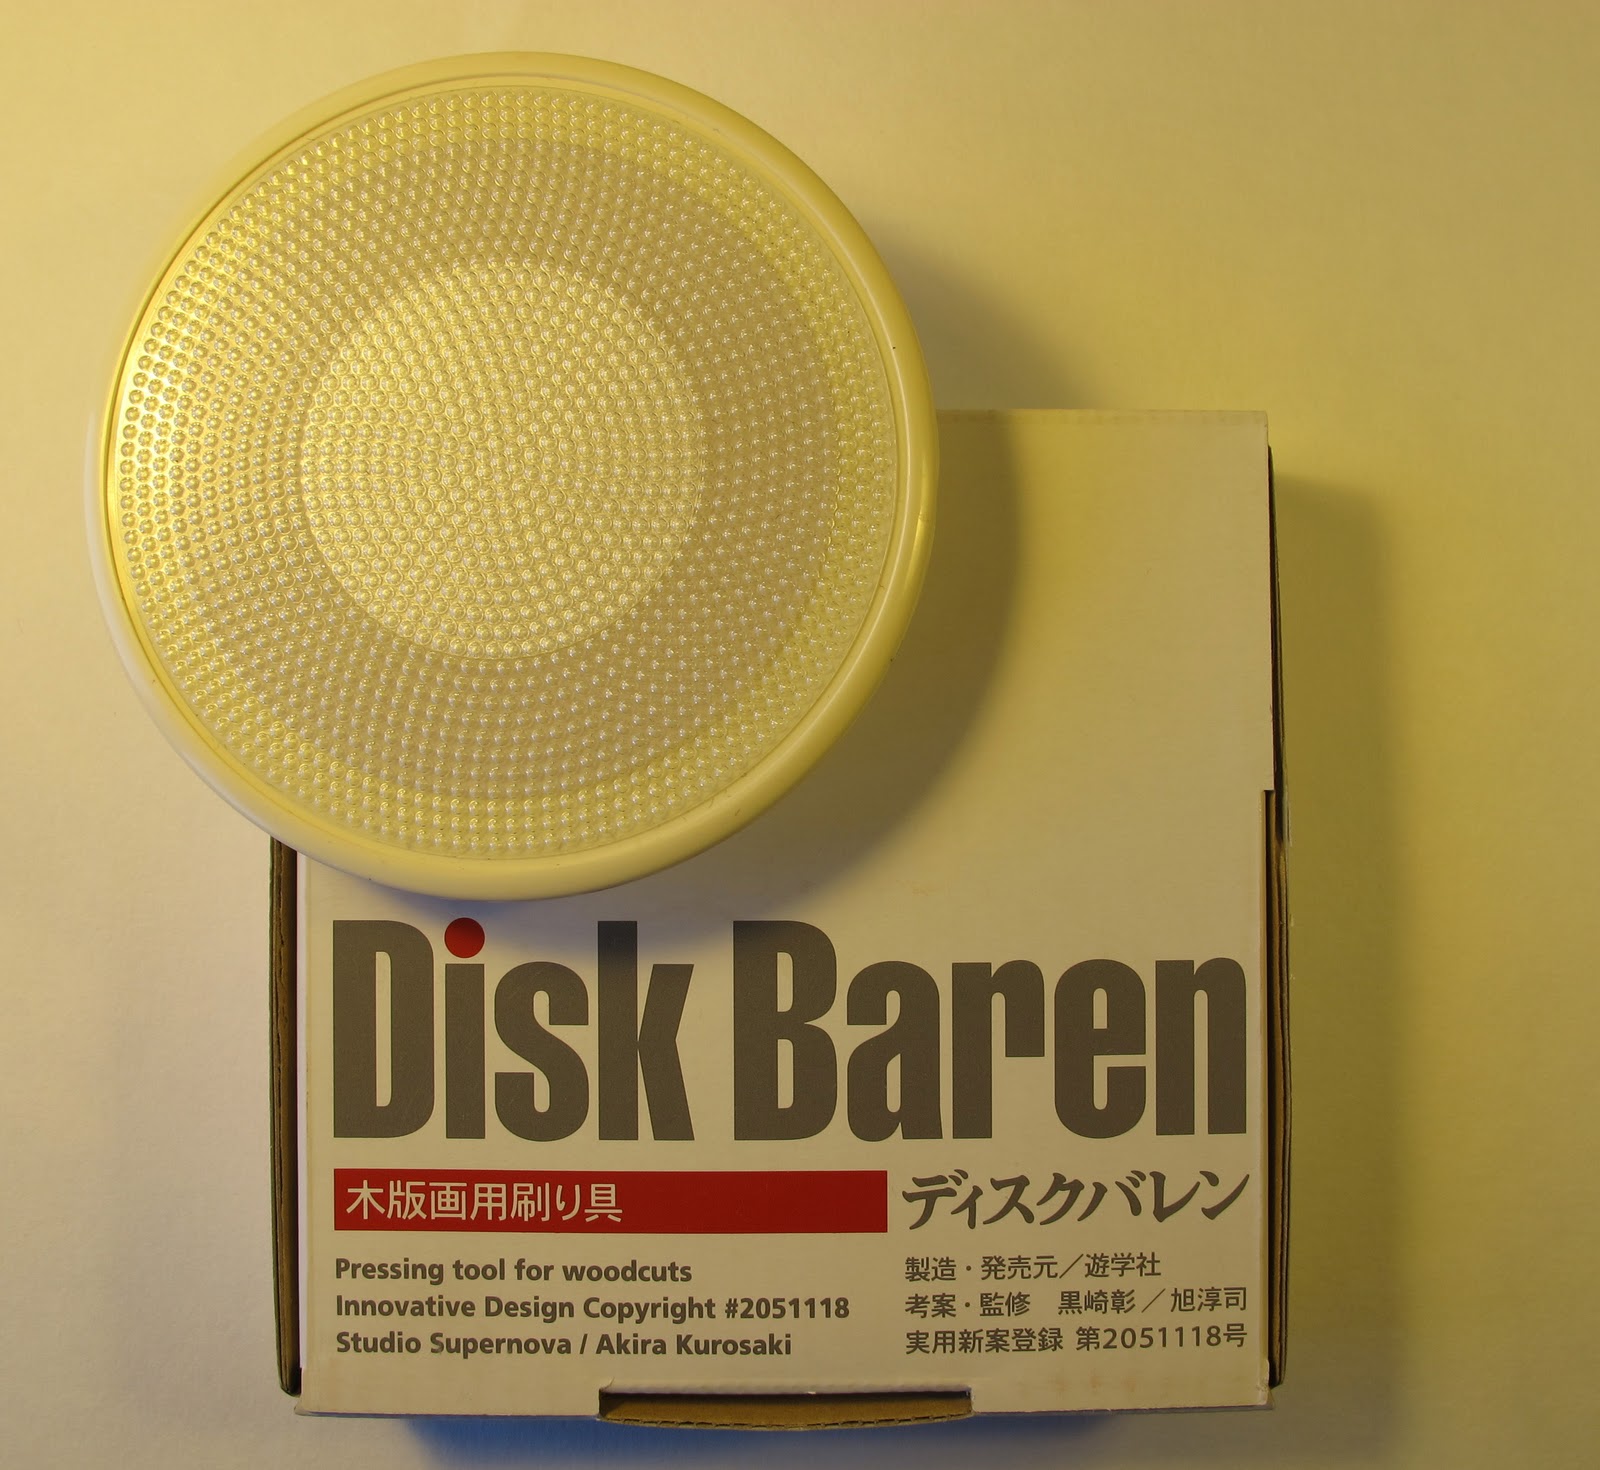 Disk Baren
木版画用刷り具
ディスクバレン
Pressing tool for woodcuts
Innovative Design Copyright #2051118
Studio Supernova / Akira Kurosaki
製造・発売元／遊学社
考案・監修　黒崎彰／旭淳司
実用新案登録 第2051118号